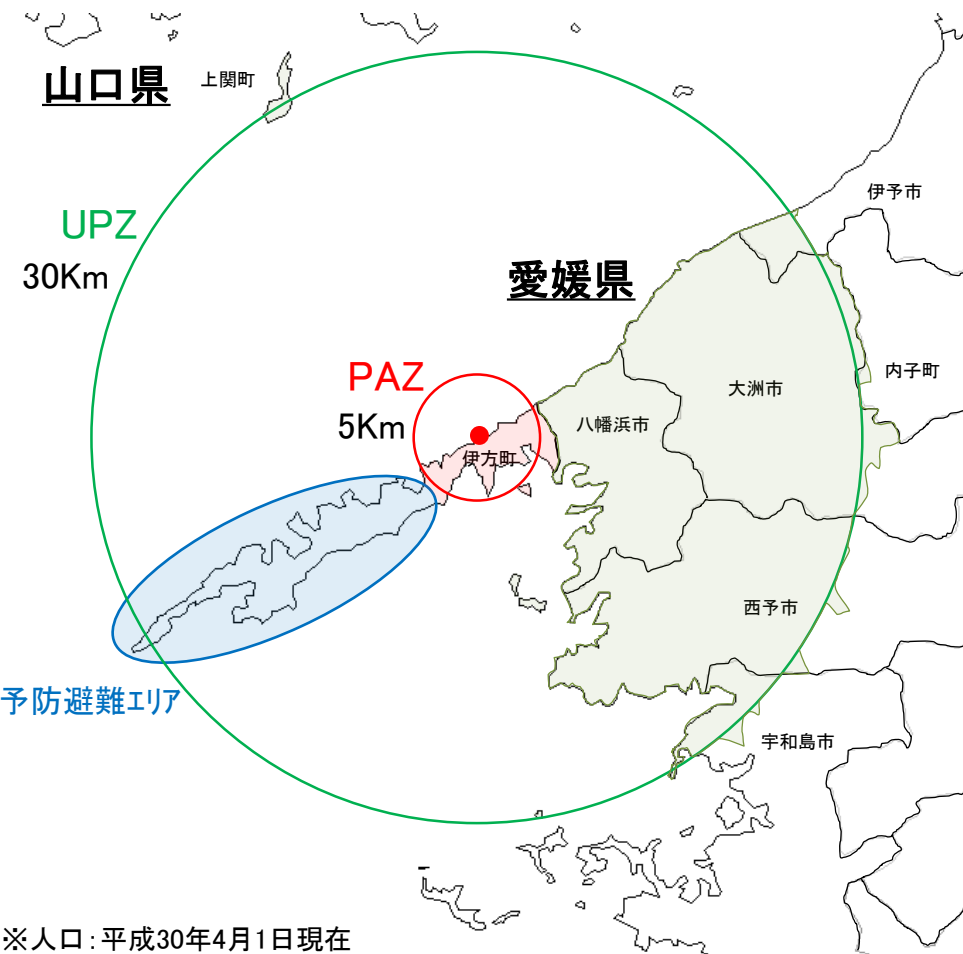 山口県
上関町
伊予市
UPZ
30Km
愛媛県
PAZ
5Km
内子町
大洲市
八幡浜市
伊方町
西予市
予防避難エリア
宇和島市
※人口：平成30年4月1日現在